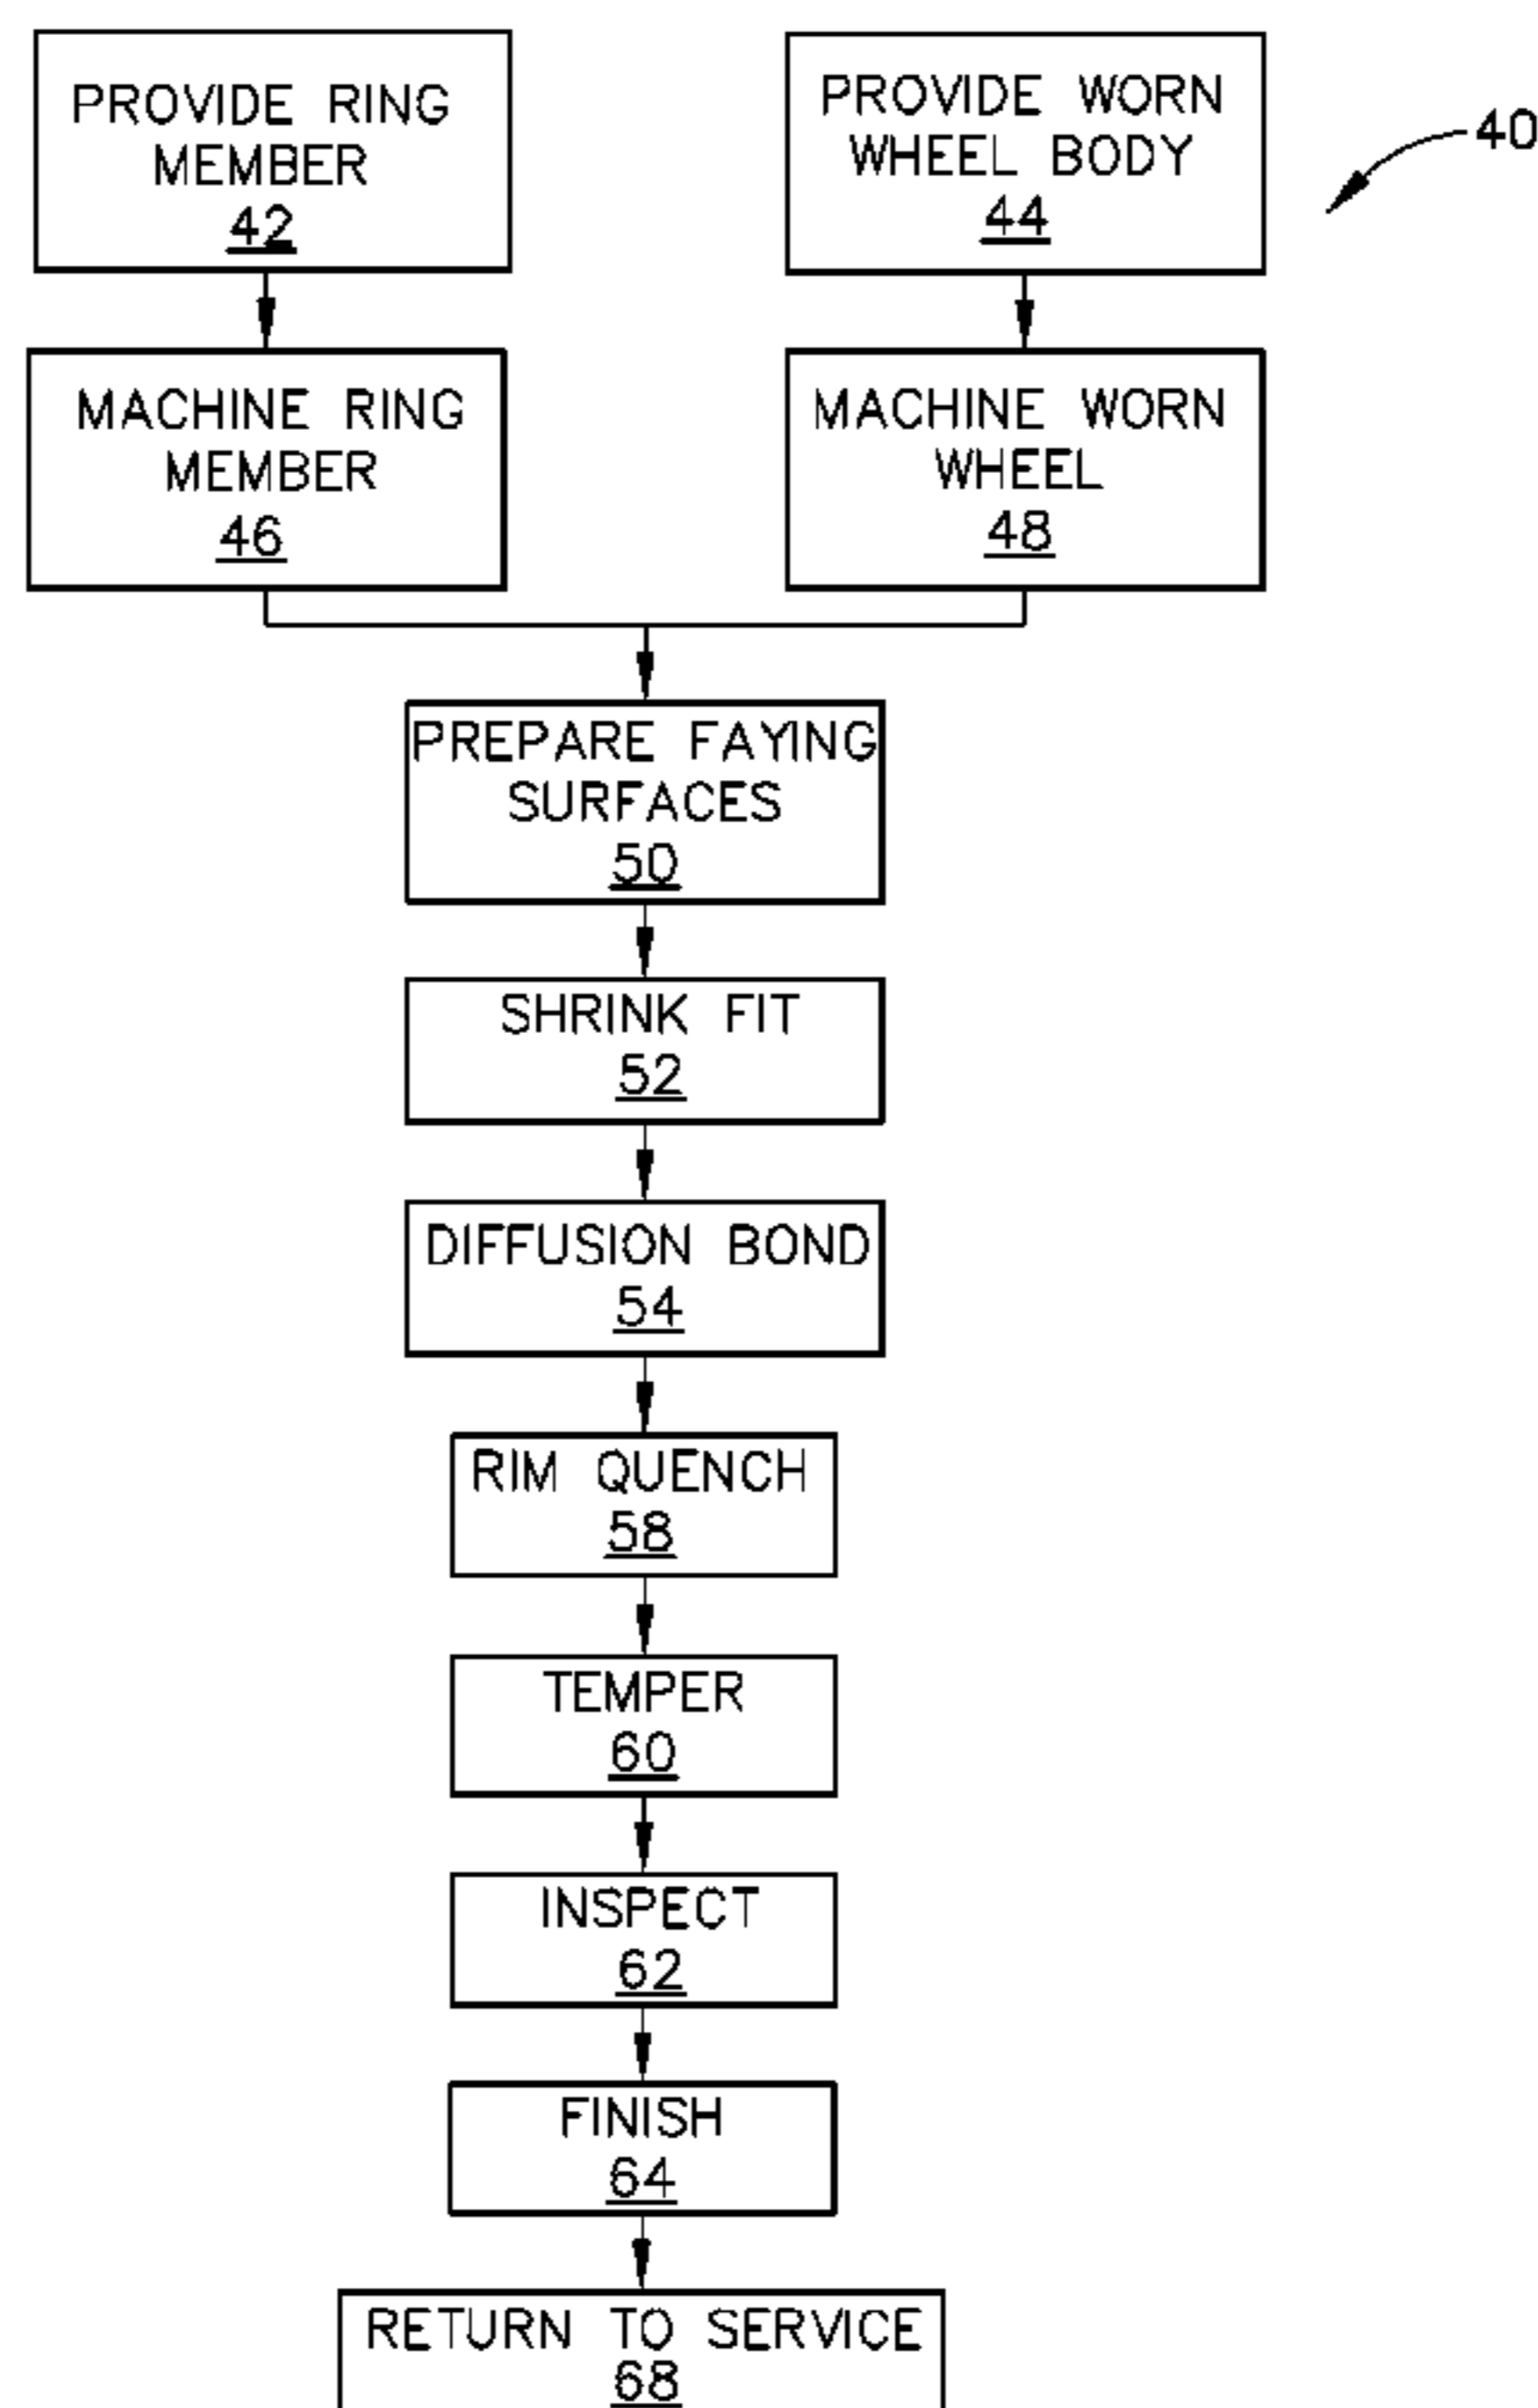 PROVIDE RING
MEMBER
42
PROVIDE WORN
WHEEL BODY
44
40
MACHINE RING
MEMBER
46
MACHINE WORN
WHEEL
48
PREPARE FAYING
SURFACES
50
SHRINK FIT
52
DIFFUSION BOND
54
RIM QUENCH
58
TEMPER
60
INSPECT
62
FINISH
64
RETURN TO SERVICE
68